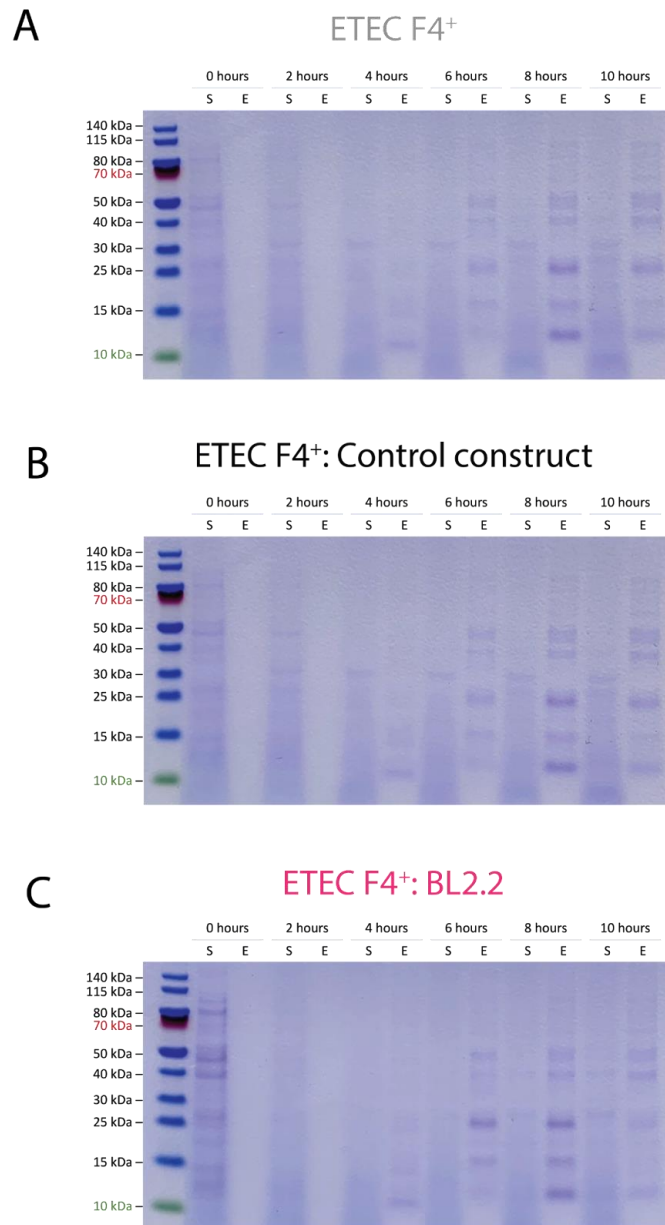 A
ETEC F4⁺
0 hours 2 hours 4 hours 6 hours 8 hours 10 hours
S E S E S E S E S E S E
140 kDa
115 kDa
80 kDa
70 kDa
50 kDa
40 kDa
30 kDa
25 kDa
15 kDa
10 kDa
B
ETEC F4⁺: Control construct
0 hours 2 hours 4 hours 6 hours 8 hours 10 hours
S E S E S E S E S E S E
140 kDa
115 kDa
80 kDa
70 kDa
50 kDa
40 kDa
30 kDa
25 kDa
15 kDa
10 kDa
C
ETEC F4⁺: BL2.2
0 hours 2 hours 4 hours 6 hours 8 hours 10 hours
S E S E S E S E S E S E
140 kDa
115 kDa
80 kDa
70 kDa
50 kDa
40 kDa
30 kDa
25 kDa
15 kDa
10 kDa